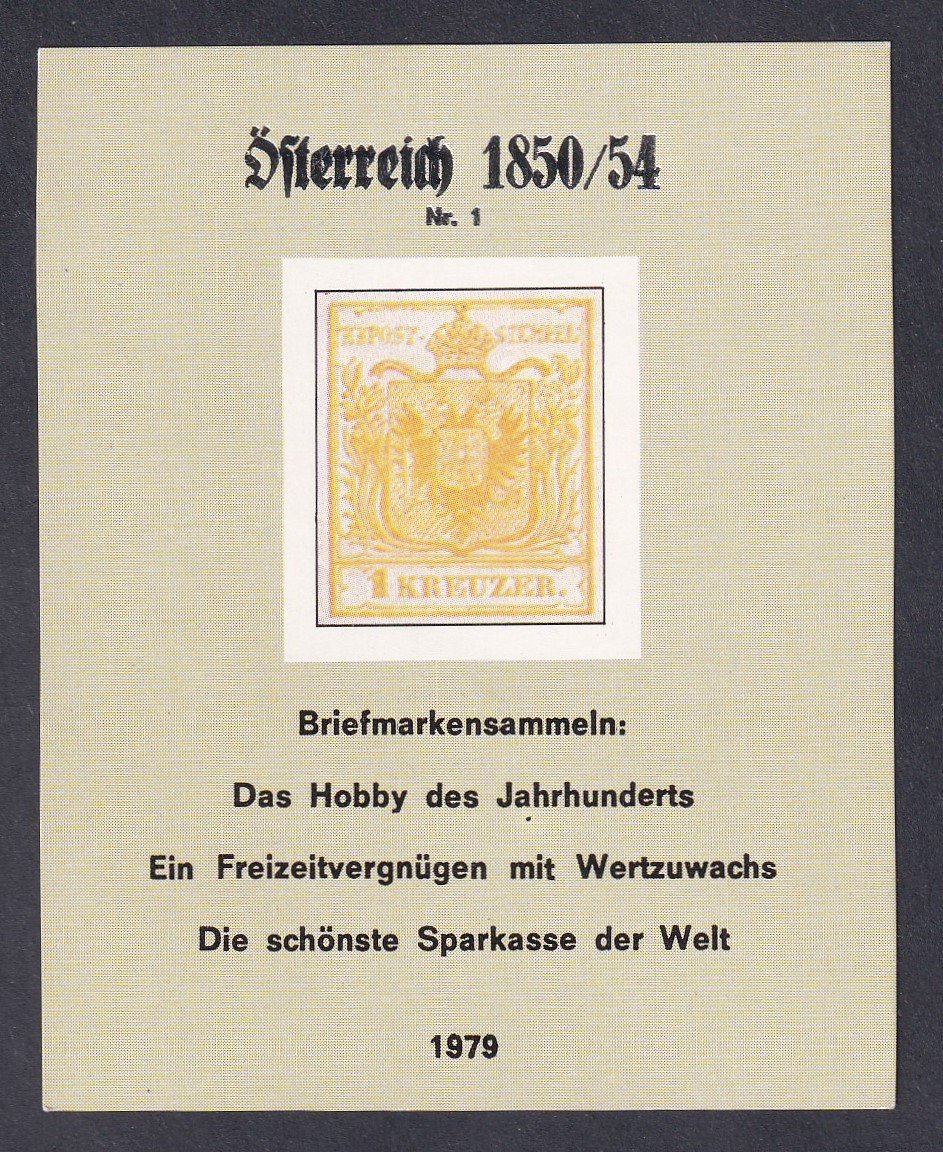 Österreich 1850/54
Nr. 1
KKPOST-STEMPEL
1 KREUZER.
Briefmarkensammeln:
Das Hobby des Jahrhunderts
Ein Freizeitvergnügen mit Wertzuwachs
Die schönste Sparkasse der Welt
1979